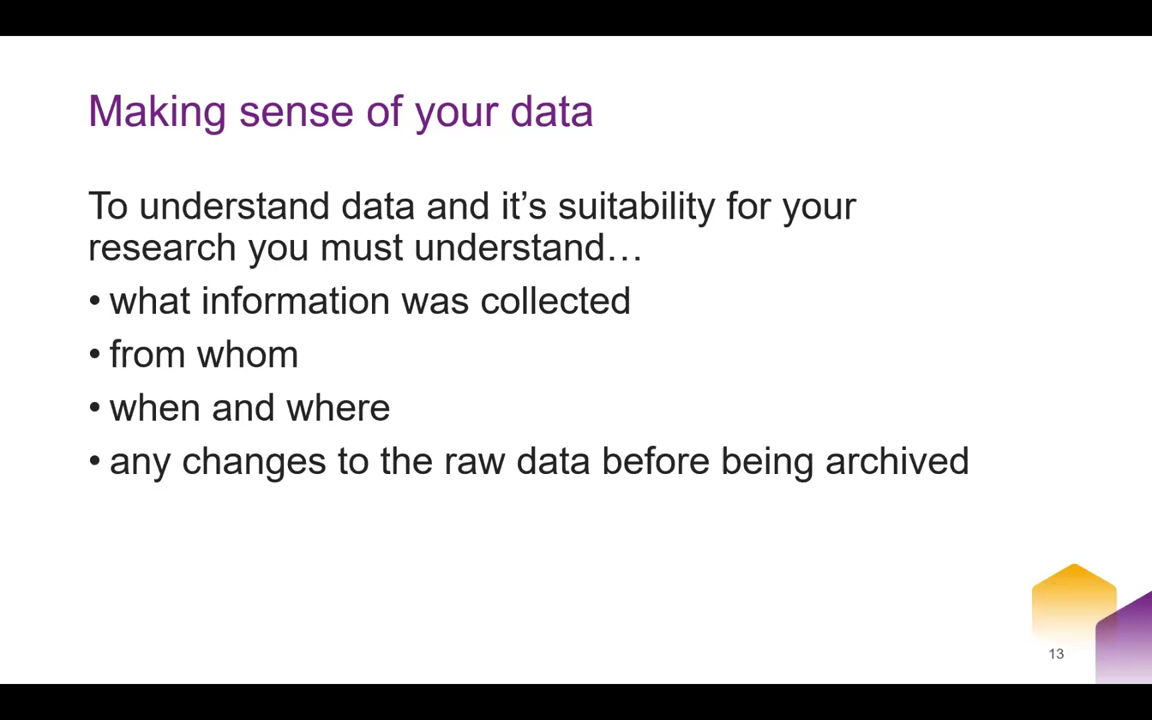 Making sense of your data
To understand data and it’s suitability for your
research you must understand…
• what information was collected
• from whom
• when and where
• any changes to the raw data before being archived
13